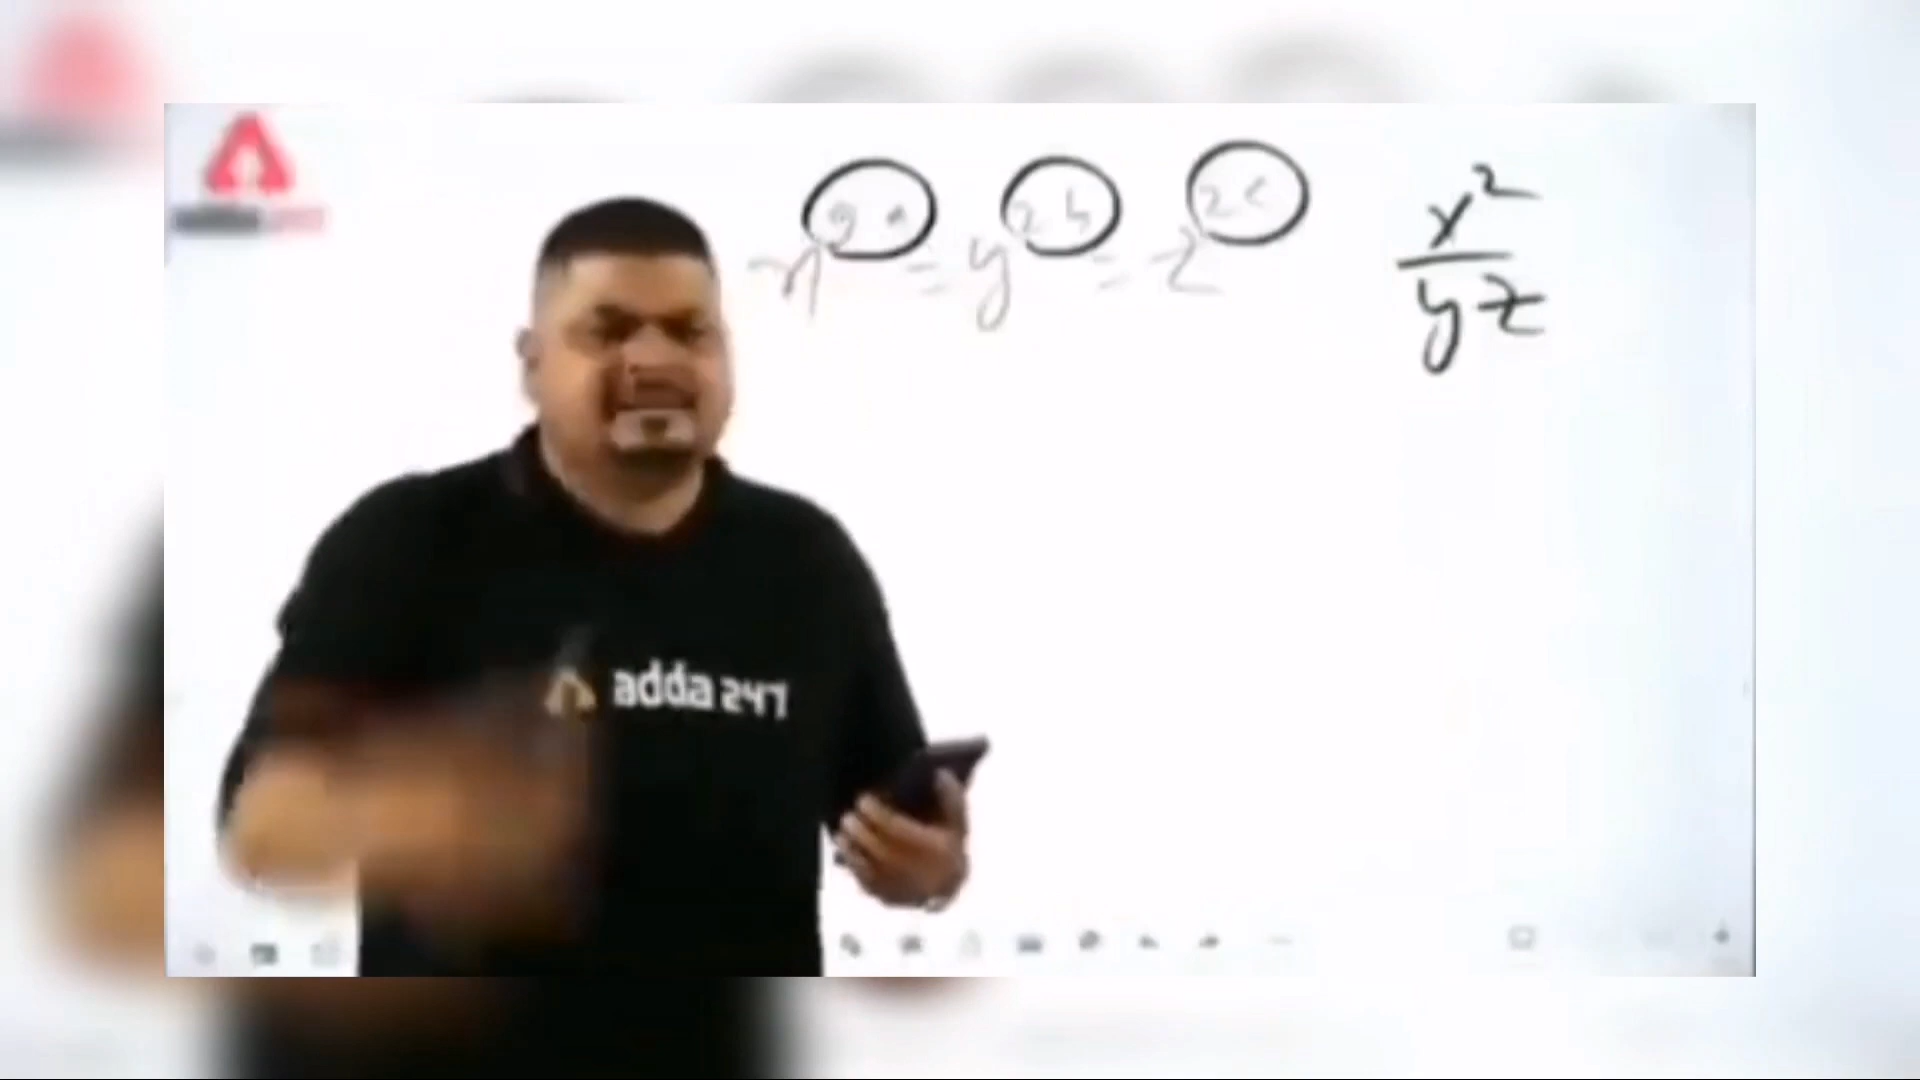 x^2a = y^2b = z^2c
x^2
yz
adda 247